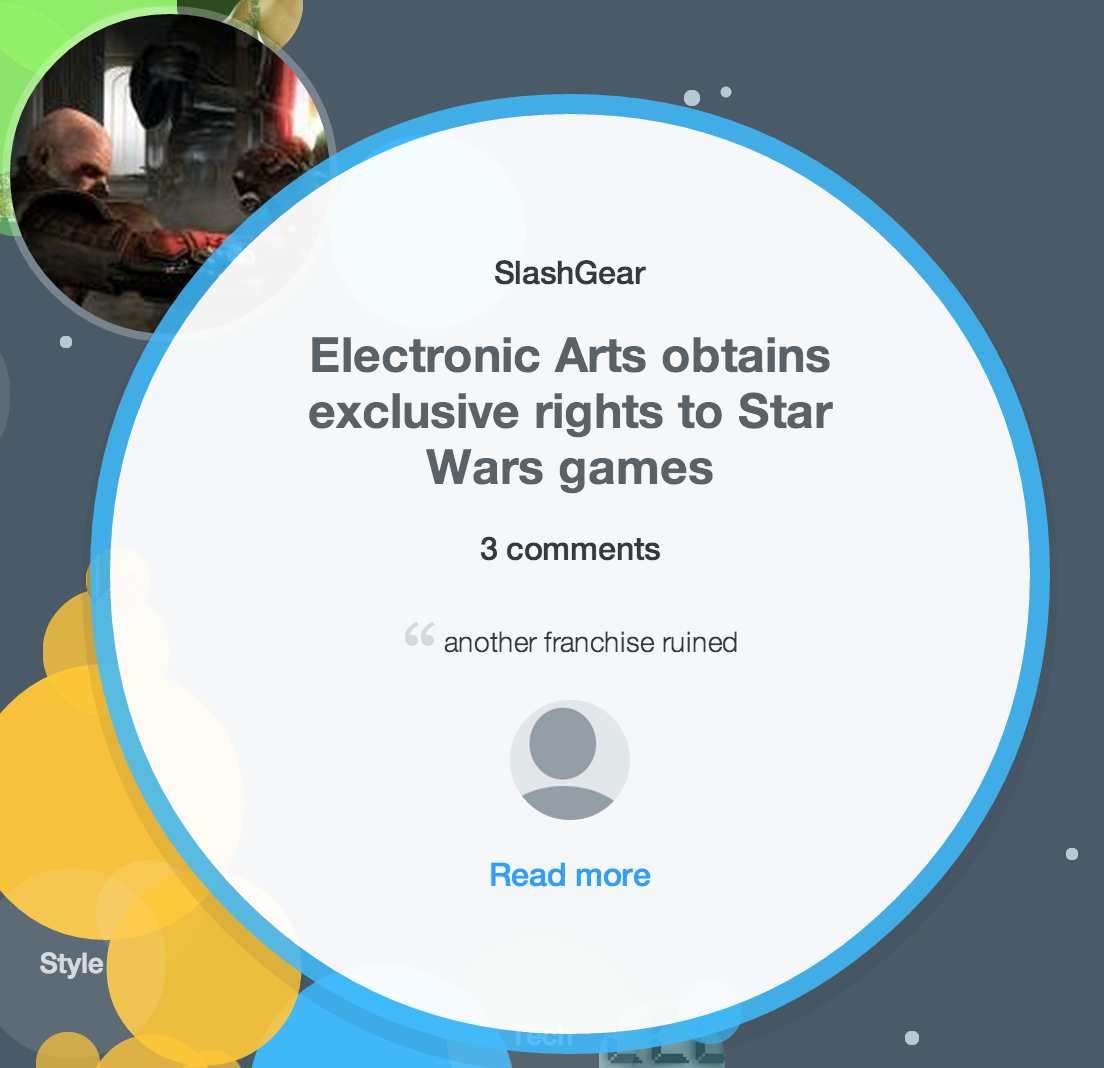 SlashGear
Electronic Arts obtains
exclusive rights to Star
Wars games
3 comments
“ another franchise ruined
Read more
Style
Tech